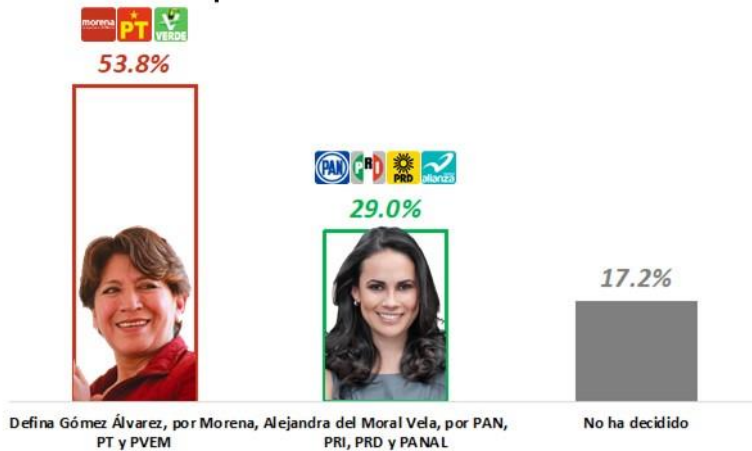 morena
PT
VERDE
53.8%
PAN
PRI
PRD
alianza
29.0%
17.2%
Defina Gómez Álvarez, por Morena,
PT y PVEM
Alejandra del Moral Vela, por PAN,
PRI, PRD y PANAL
No ha decidido